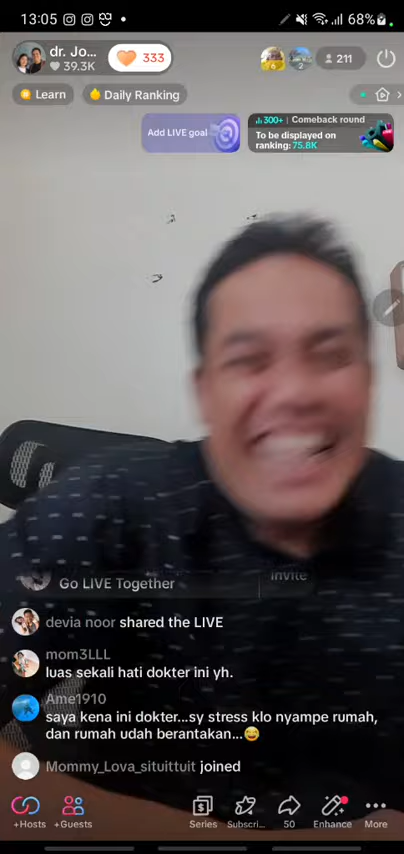 13:05
68%
dr. Jo...
39.3K
333
6
2
211
Learn
Daily Ranking
Add LIVE goal
300+ | Comeback round
To be displayed on
ranking: 75.8K
Go LIVE Together
Invite
devia noor shared the LIVE
mom3LLL
luas sekali hati dokter ini yh.
Ame1910
saya kena ini dokter...sy stress klo nyampe rumah,
dan rumah udah berantakan...😅
Mommy_Lova_situittuit joined
+Hosts
+Guests
Series
Subscri...
50
Enhance
More